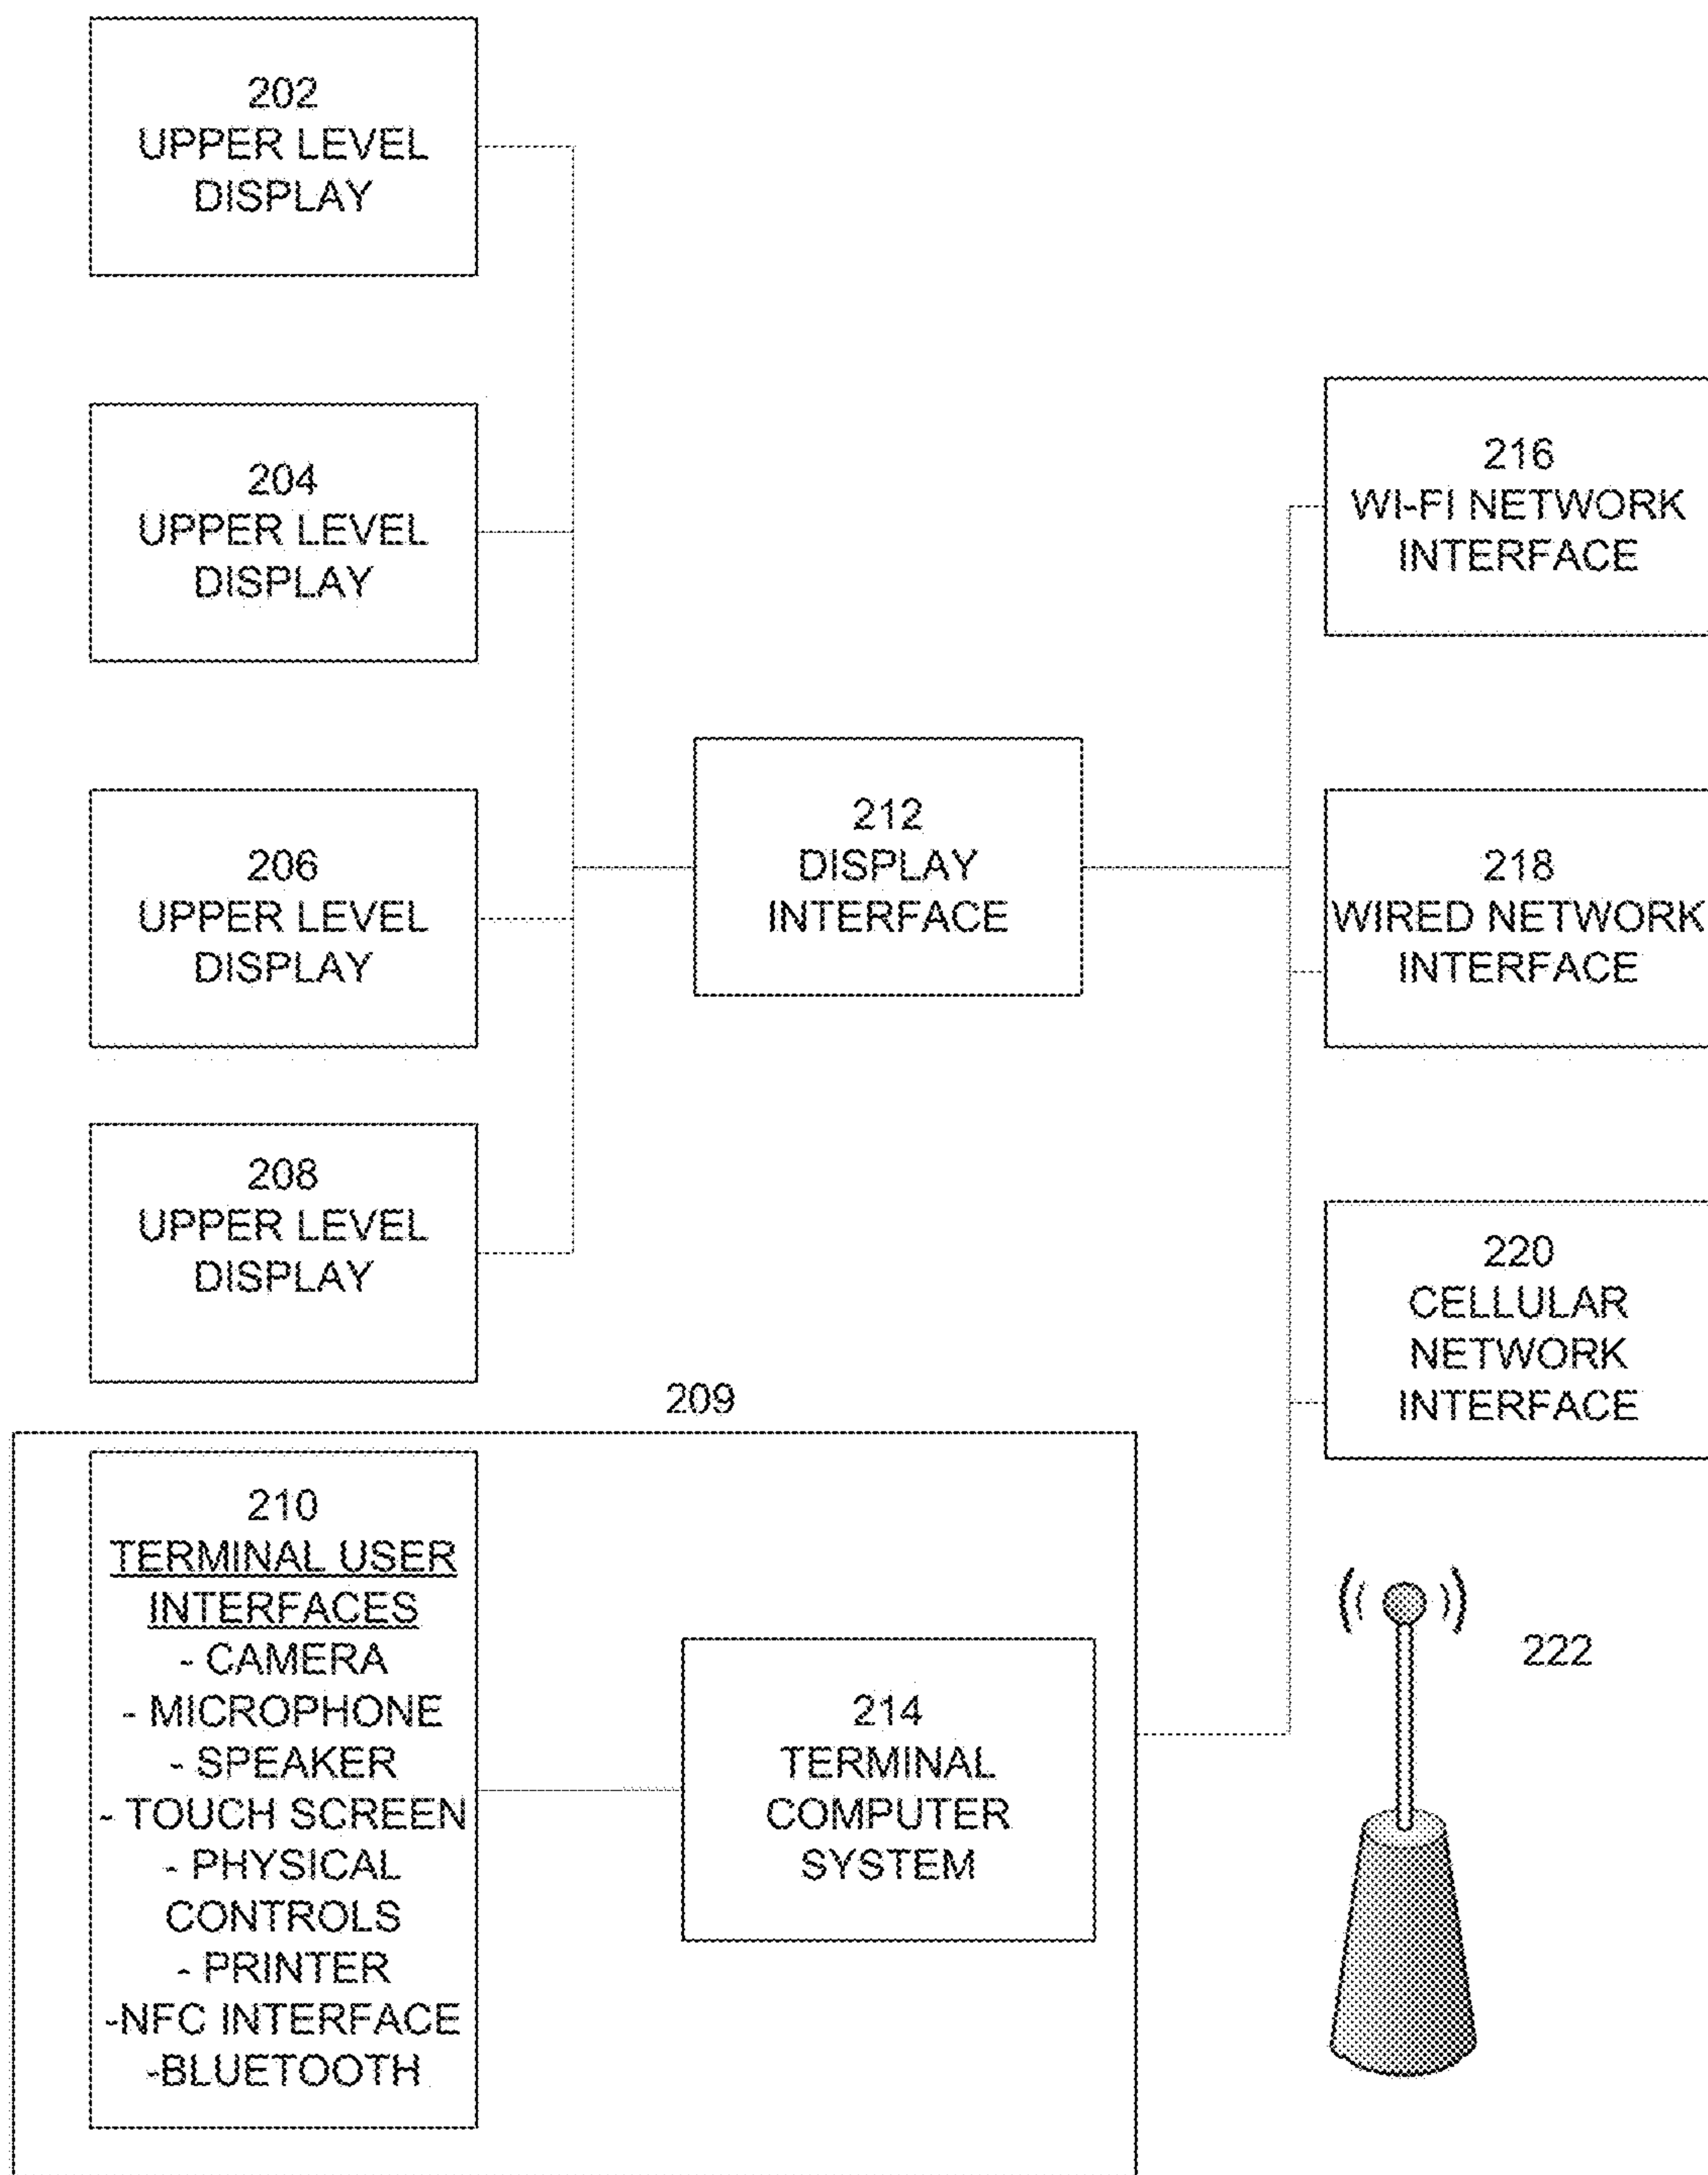 202
UPPER LEVEL
DISPLAY
204
UPPER LEVEL
DISPLAY
206
UPPER LEVEL
DISPLAY
208
UPPER LEVEL
DISPLAY
212
DISPLAY
INTERFACE
216
WI-FI NETWORK
INTERFACE
218
WIRED NETWORK
INTERFACE
220
CELLULAR
NETWORK
INTERFACE
209
210
TERMINAL USER
INTERFACES
- CAMERA
- MICROPHONE
- SPEAKER
- TOUCH SCREEN
- PHYSICAL
CONTROLS
- PRINTER
-NFC INTERFACE
-BLUETOOTH
214
TERMINAL
COMPUTER
SYSTEM
222